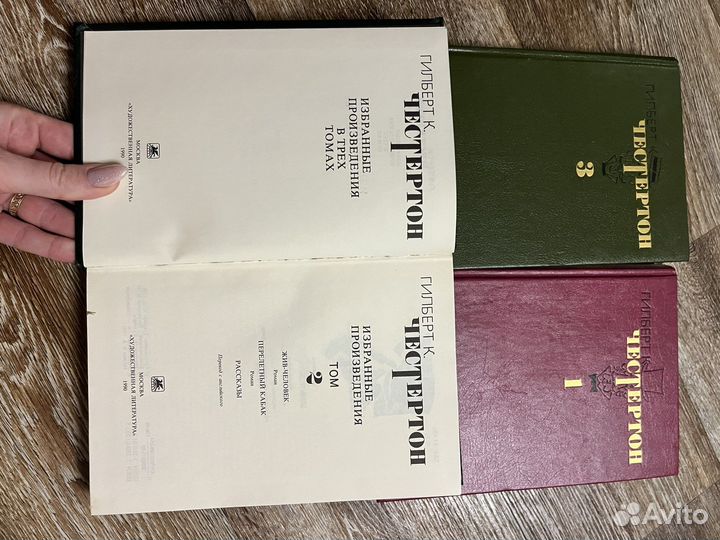 ГИЛБЕРТ К.
ЧЕСТЕРТОН
ИЗБРАННЫЕ
ПРОИЗВЕДЕНИЯ
В ТРЕХ
ТОМАХ
МОСКВА
«ХУДОЖЕСТВЕННАЯ ЛИТЕРАТУРА»
1990
ГИЛБЕРТ К.
ЧЕСТЕРТОН
ИЗБРАННЫЕ
ПРОИЗВЕДЕНИЯ
ТОМ
2
ЖИВ-ЧЕЛОВЕК
Роман
ПЕРЕЛЕТНЫЙ КАБАК
Роман
РАССКАЗЫ
Перевод с английского
МОСКВА
«ХУДОЖЕСТВЕННАЯ ЛИТЕРАТУРА»
1990
ГИЛБЕРТ К.
ЧЕСТЕРТОН
3
ГИЛБЕРТ К.
ЧЕСТЕРТОН
1
Avito